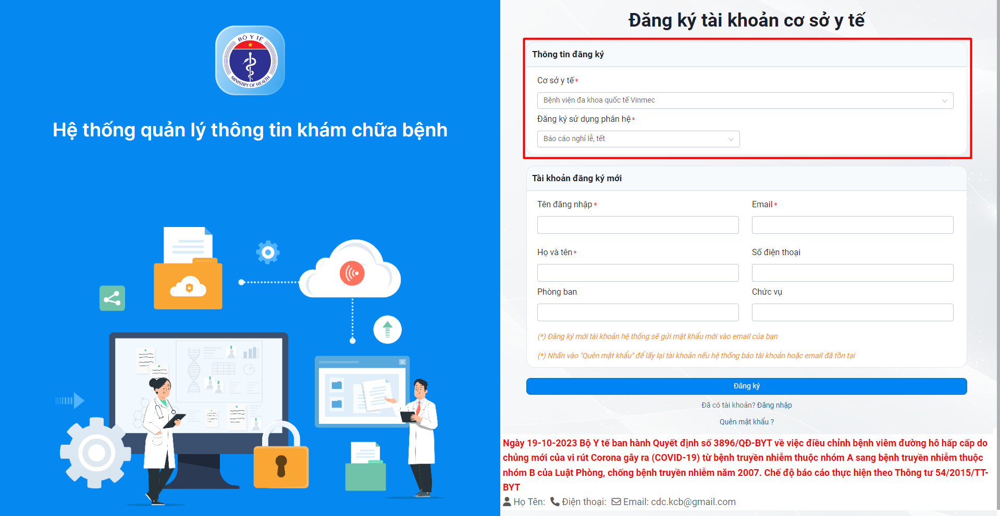 BỘ Y TẾ
MINISTRY OF HEALTH
Hệ thống quản lý thông tin khám chữa bệnh
X
Đăng ký tài khoản cơ sở y tế
Thông tin đăng ký
Cơ sở y tế *
Bệnh viện đa khoa quốc tế Vinmec
Đăng ký sử dụng phân hệ *
Báo cáo nghỉ lễ, tết
Tài khoản đăng ký mới
Tên đăng nhập * Email *
Họ và tên * Số điện thoại
Phòng ban Chức vụ
(*) Đăng ký mới tài khoản hệ thống sẽ gửi mật khẩu mới vào email của bạn
(*) Nhấn vào "Quên mật khẩu" để lấy lại tài khoản nếu hệ thống báo tài khoản hoặc email đã tồn tại
Đăng ký
Đã có tài khoản? Đăng nhập
Quên mật khẩu ?
Ngày 19-10-2023 Bộ Y tế ban hành Quyết định số 3896/QĐ-BYT về việc điều chỉnh bệnh viêm đường hô hấp cấp do
chủng mới của vi rút Corona gây ra (COVID-19) từ bệnh truyền nhiễm thuộc nhóm A sang bệnh truyền nhiễm thuộc
nhóm B của Luật Phòng, chống bệnh truyền nhiễm năm 2007. Chế độ báo cáo thực hiện theo Thông tư 54/2015/TT-
BYT
Họ Tên: Điện thoại: Email: cdc.kcb@gmail.com